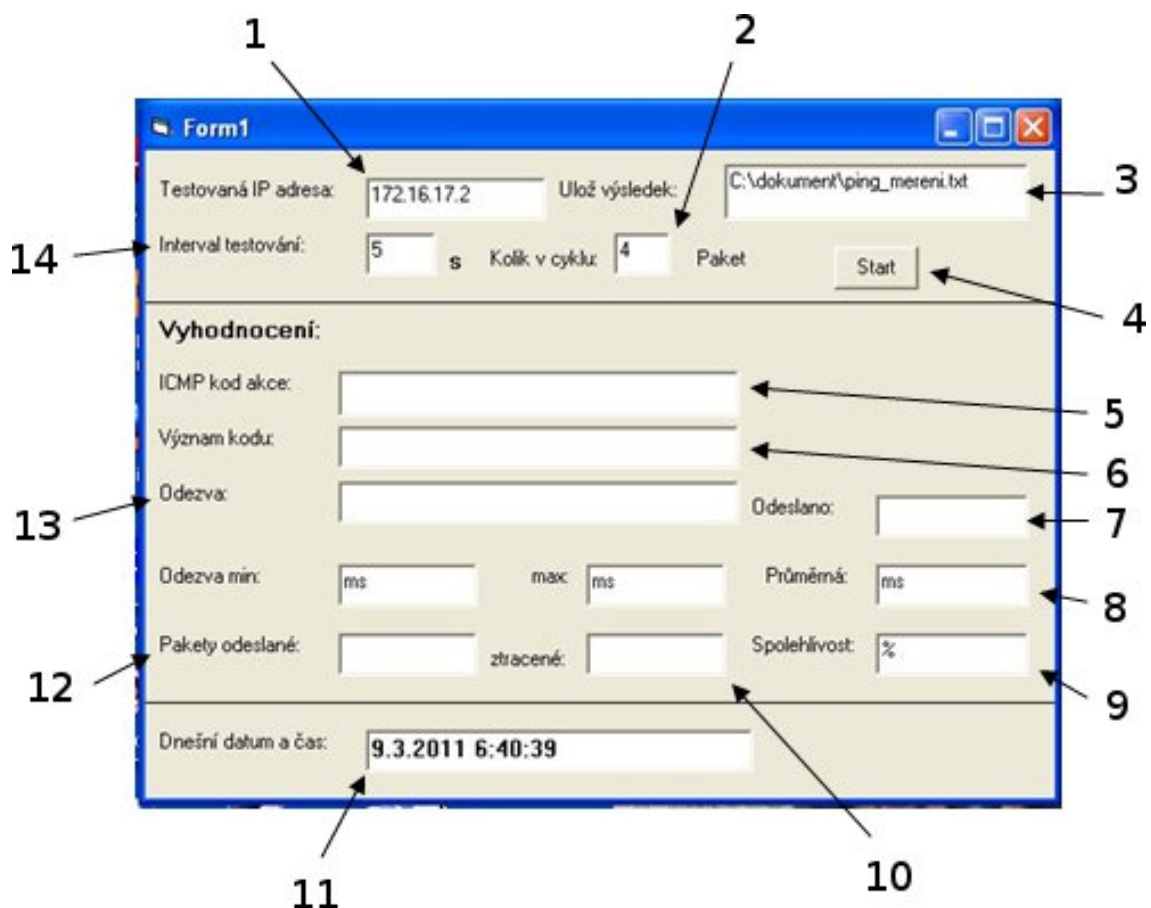 1
2
Form1
Testovaná IP adresa: 172.16.17.2 Ulož výsledek: C:\dokument\ping_mereni.txt 3
14 Interval testování: 5 s Kolik v cyklu: 4 Paket Start
4
Vyhodnocení:
ICMP kod akce: 5
Význam kodu: 6
13 Odezva: Odeslano: 7
Odezva min: ms max: ms Průměrná: ms 8
12 Pakety odeslané: ztracené: Spolehlivost: % 9
Dnešní datum a čas: 9.3.2011 6:40:39
11
10